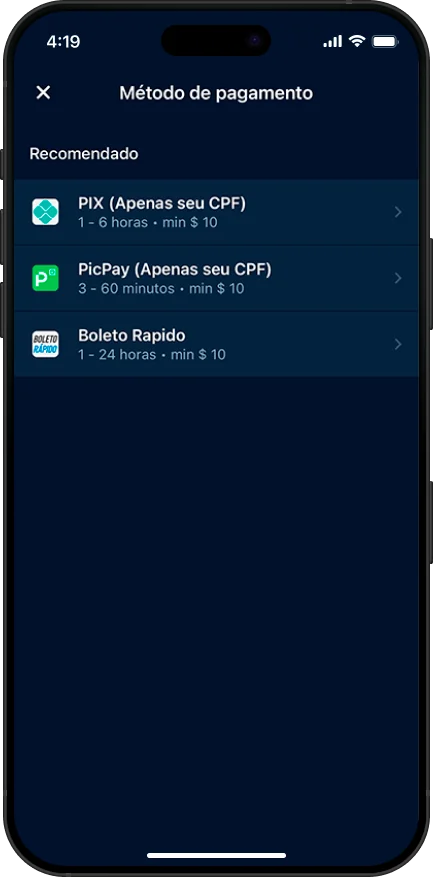 4:19
Método de pagamento
Recomendado
PIX (Apenas seu CPF)
1 - 6 horas • min $ 10
PicPay (Apenas seu CPF)
3 - 60 minutos • min $ 10
BOLETO
RÁPIDO
Boleto Rapido
1 - 24 horas • min $ 10